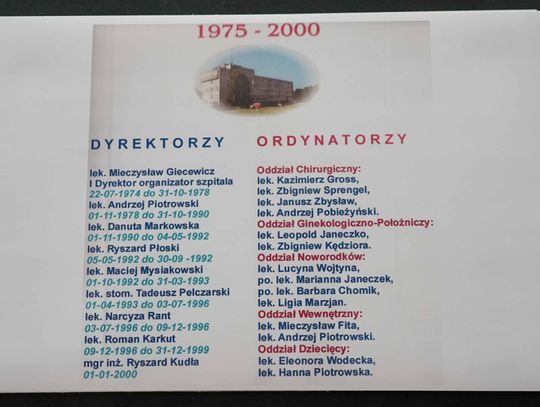 1975 - 2000
DYREKTORZY
lek. Mieczysław Giecewicz
I Dyrektor organizator szpitala
22-07-1974 do 31-10-1978
lek. Andrzej Piotrowski
01-11-1978 do 31-10-1990
lek. Danuta Markowska
01-11-1990 do 04-05-1992
lek. Ryszard Płoski
05-05-1992 do 30-09 -1992
lek. Maciej Mysiakowski
01-10-1992 do 31-03-1993
lek. stom. Tadeusz Pełczarski
01-04-1993 do 03-07-1996
lek. Narcyza Rant
03-07-1996 do 09-12-1996
lek. Roman Karkut
09-12-1996 do 31-12-1999
mgr inż. Ryszard Kudła
01-01-2000
ORDYNATORZY
Oddział Chirurgiczny:
lek. Kazimierz Gross,
lek. Zbigniew Sprengel,
lek. Janusz Zbysław,
lek. Andrzej Pobieżyński.
Oddział Ginekologiczno-Położniczy:
lek. Leopold Janeczko,
lek. Zbigniew Kędziora.
Oddział Noworodków:
lek. Lucyna Wojtyna,
po. lek. Marianna Janeczek,
po. lek. Barbara Chomik,
lek. Ligia Marzjan.
Oddział Wewnętrzny:
lek. Mieczysław Fita,
lek. Andrzej Piotrowski.
Oddział Dziecięcy:
lek. Eleonora Wodecka,
lek. Hanna Piotrowska.